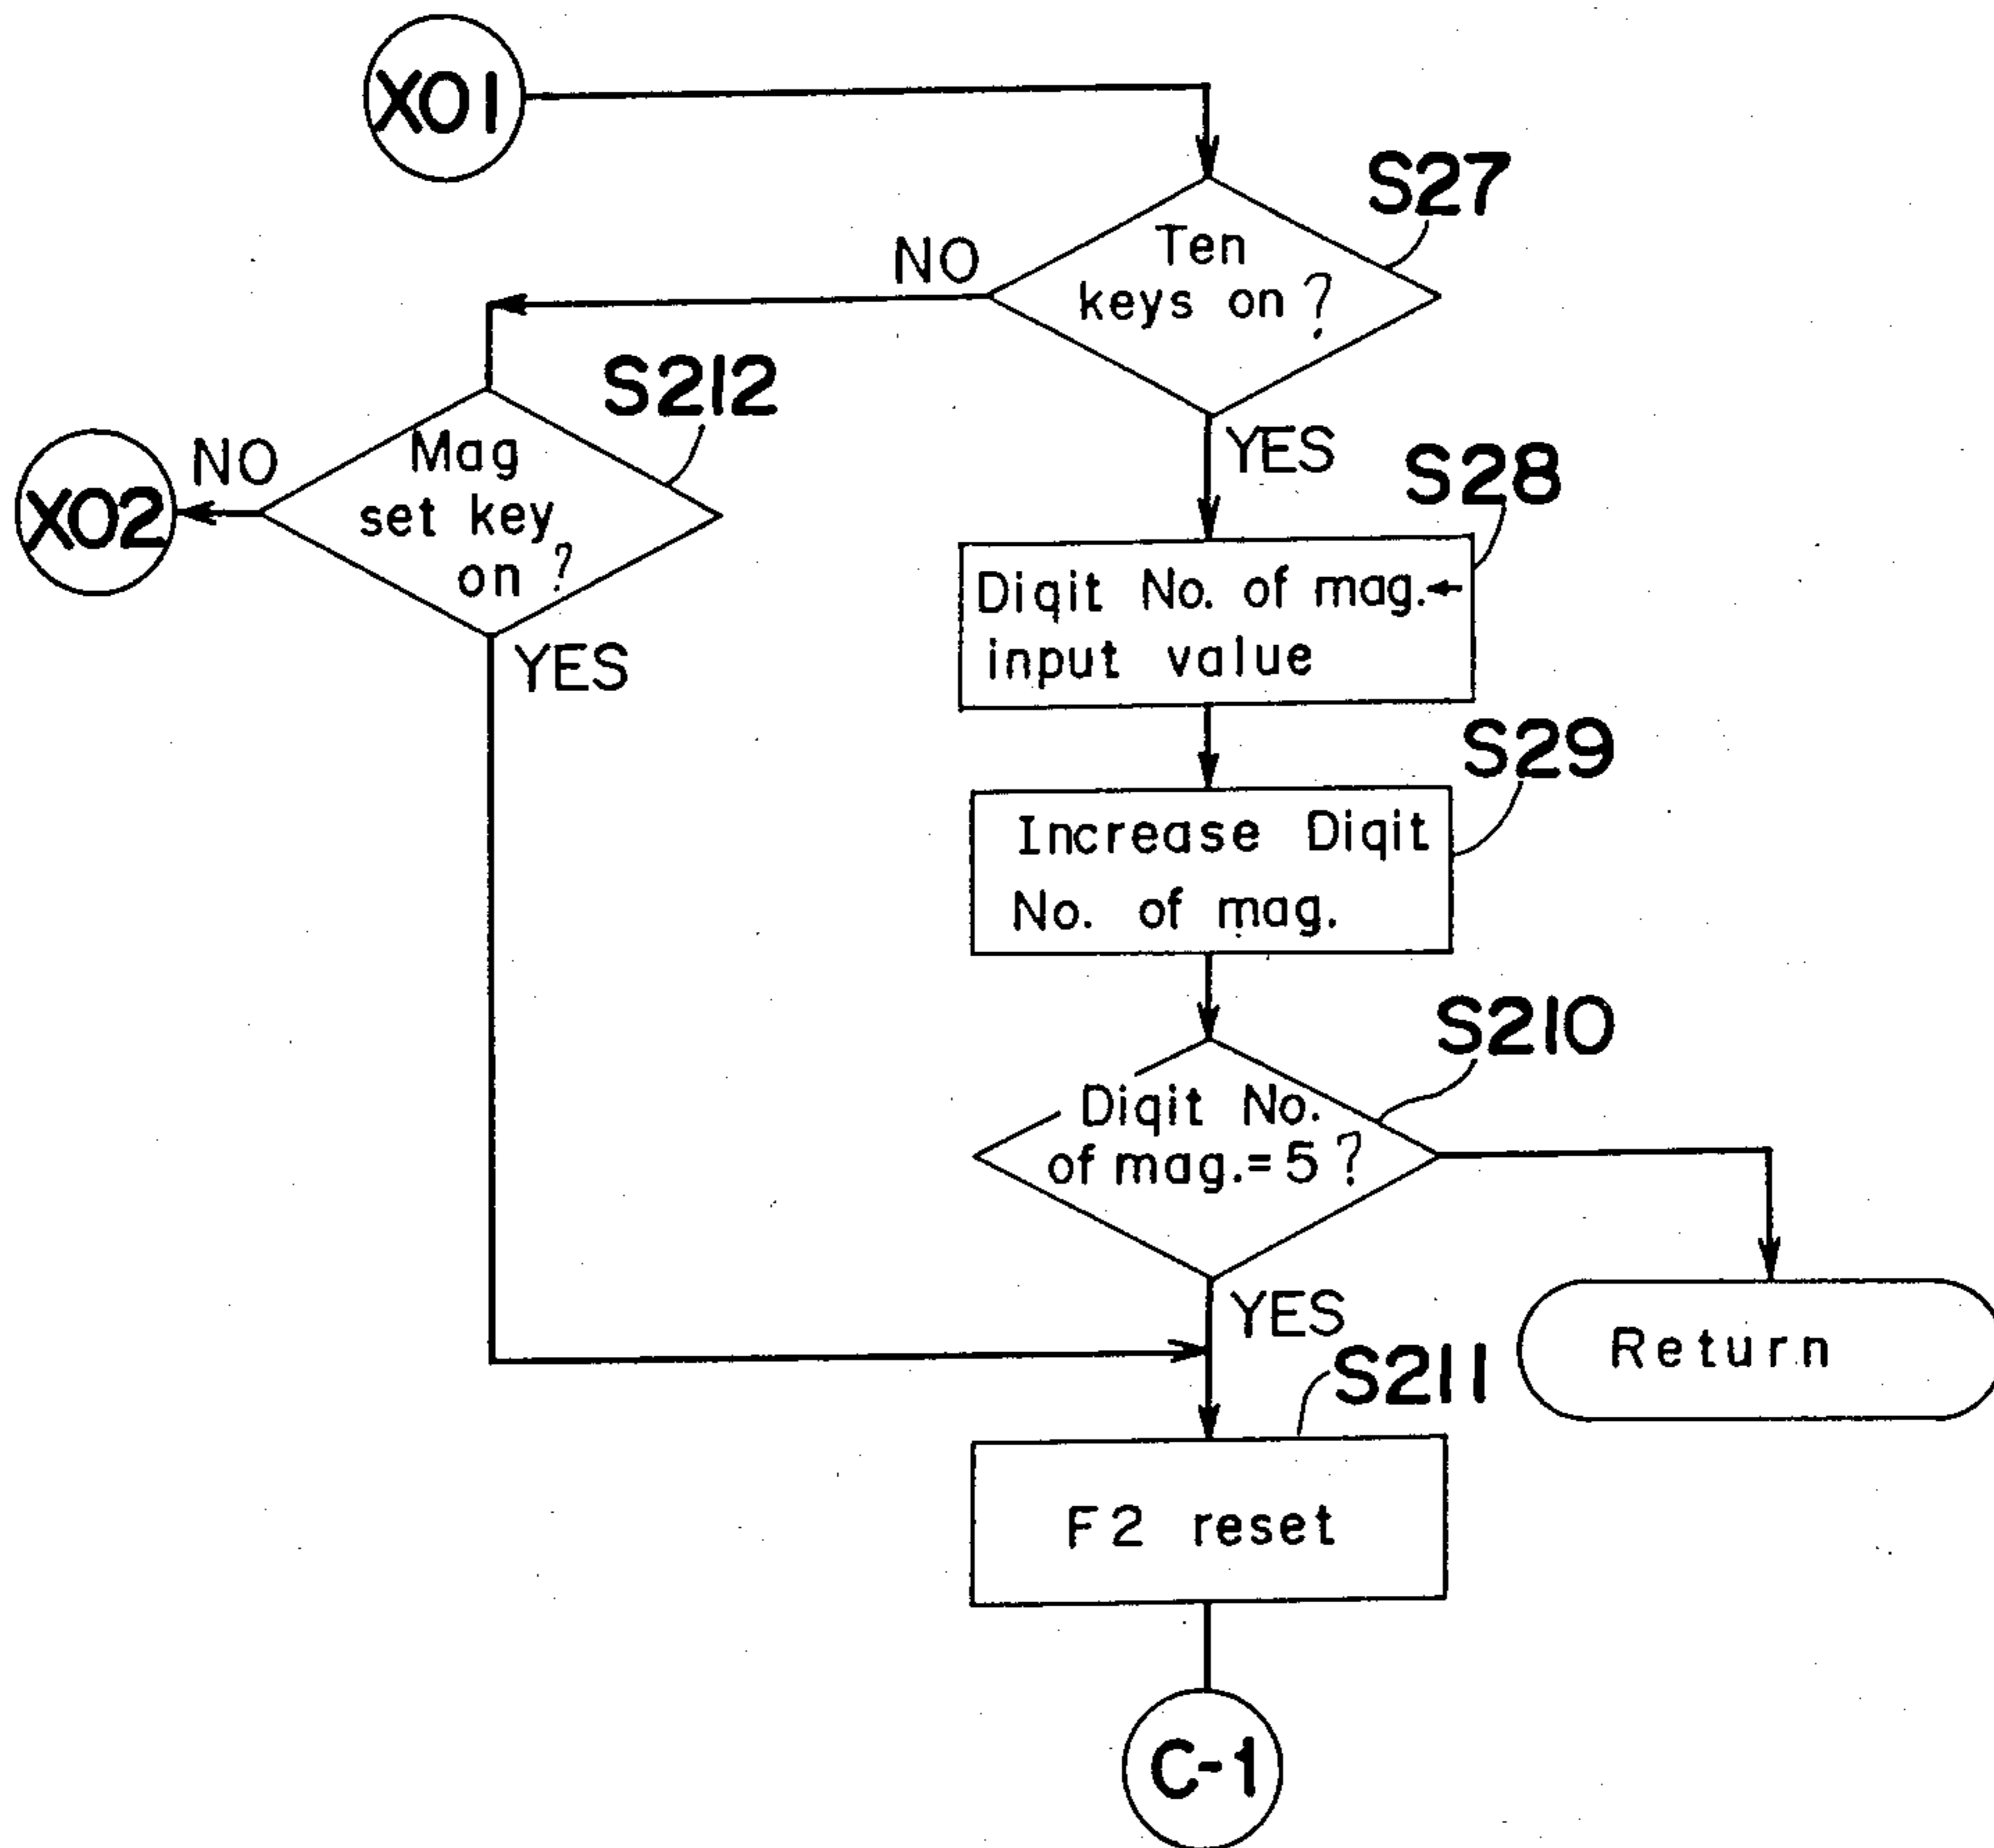 X01
S27
Ten
keys on ?
NO
YES
S212
Mag
set key
on ?
NO
X02
YES
S28
Diqit No. of mag.←
input value
S29
Increase Diqit
No. of mag.
S210
Diqit No.
of mag.=5 ?
YES
Return
S211
F2 reset
C-1